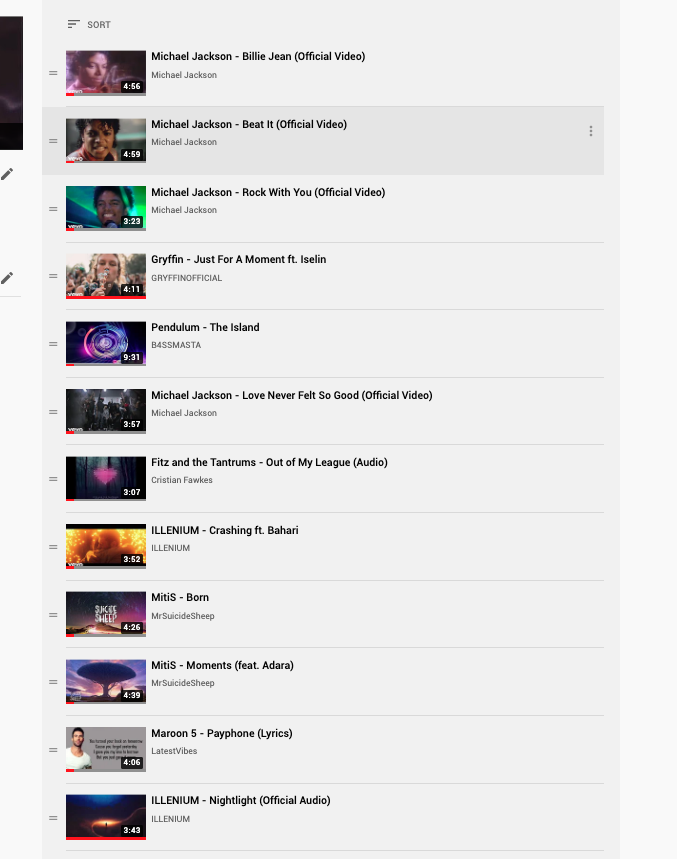 SORT
4:56
Michael Jackson - Billie Jean (Official Video)
Michael Jackson
4:59
Michael Jackson - Beat It (Official Video)
Michael Jackson
3:23
Michael Jackson - Rock With You (Official Video)
Michael Jackson
4:11
Gryffin - Just For A Moment ft. Iselin
GRYFFINOFFICIAL
9:31
Pendulum - The Island
B4SSMASTA
3:57
Michael Jackson - Love Never Felt So Good (Official Video)
Michael Jackson
3:07
Fitz and the Tantrums - Out of My League (Audio)
Cristian Fawkes
3:52
ILLENIUM - Crashing ft. Bahari
ILLENIUM
SUICIDE
SHEEP
4:26
MitiS - Born
MrSuicideSheep
4:39
MitiS - Moments (feat. Adara)
MrSuicideSheep
4:06
Maroon 5 - Payphone (Lyrics)
LatestVibes
3:43
ILLENIUM - Nightlight (Official Audio)
ILLENIUM